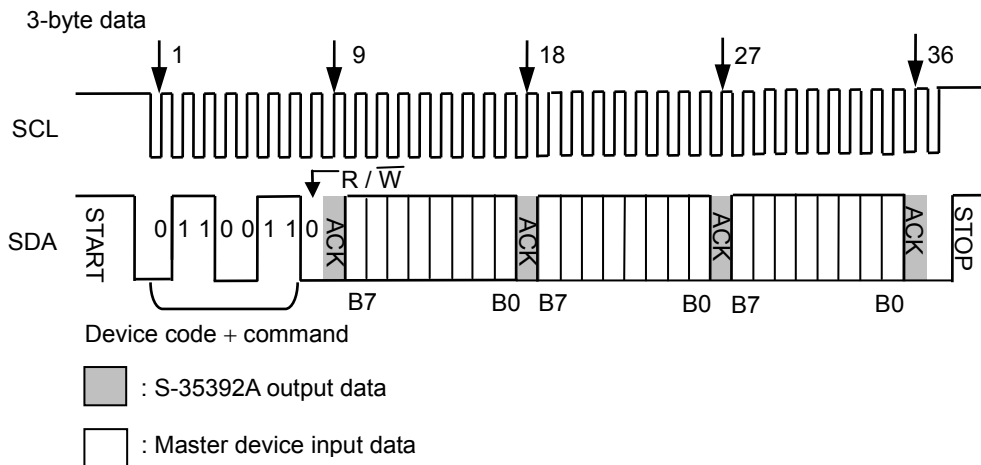 3-byte data
1 9 18 27 36
SCL
R / W
SDA
START 0 1 1 0 0 1 1 0 ACK ACK ACK ACK STOP
B7 B0 B7 B0 B7 B0
Device code + command
: S-35392A output data
: Master device input data